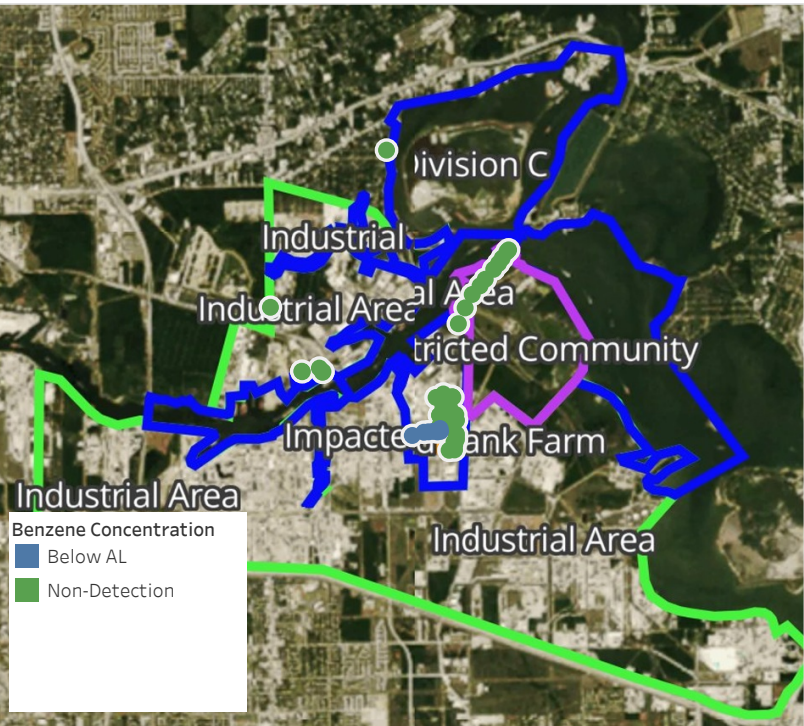 Division C
Industrial
Industrial Area
al Area
tricted Community
Impacted Tank Farm
Industrial Area
Industrial Area
Benzene Concentration
Below AL
Non-Detection